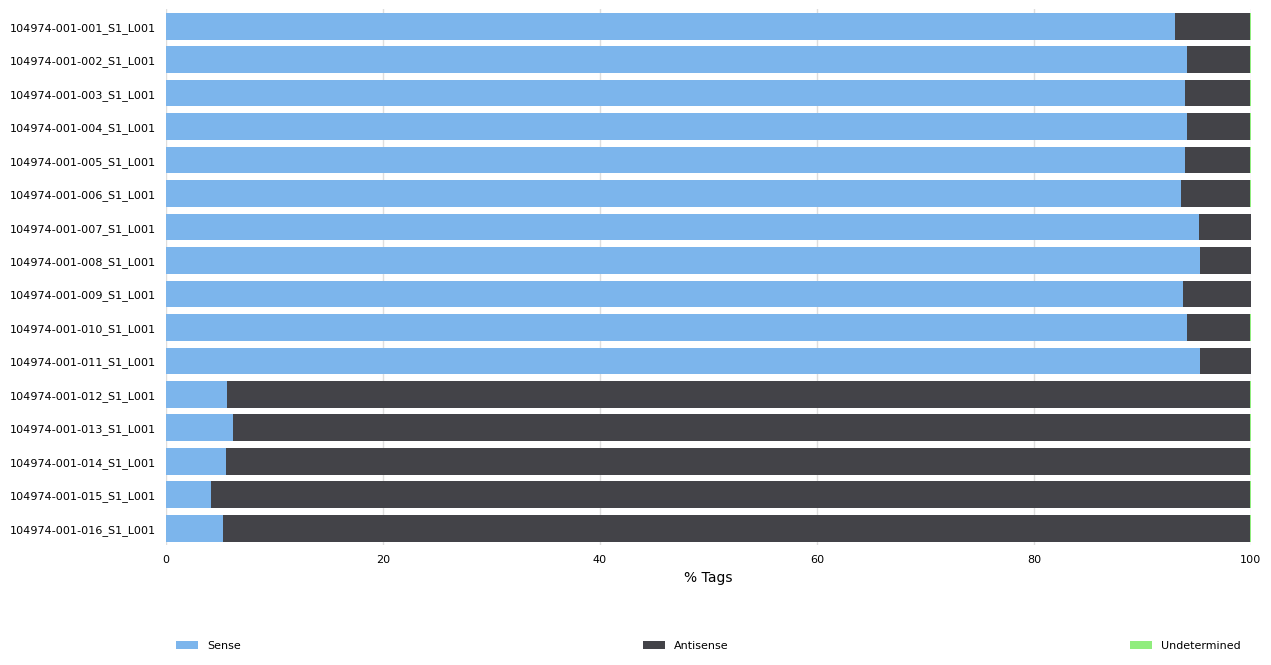 104974-001-001_S1_L001
104974-001-002_S1_L001
104974-001-003_S1_L001
104974-001-004_S1_L001
104974-001-005_S1_L001
104974-001-006_S1_L001
104974-001-007_S1_L001
104974-001-008_S1_L001
104974-001-009_S1_L001
104974-001-010_S1_L001
104974-001-011_S1_L001
104974-001-012_S1_L001
104974-001-013_S1_L001
104974-001-014_S1_L001
104974-001-015_S1_L001
104974-001-016_S1_L001
0 20 40 60 80 100
% Tags
Sense Antisense Undetermined